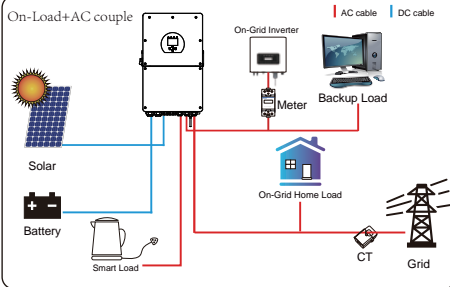 On-Load+AC couple
AC cable
DC cable
On-Grid Inverter
Meter
Backup Load
Solar
On-Grid Home Load
Battery
Smart Load
CT
Grid